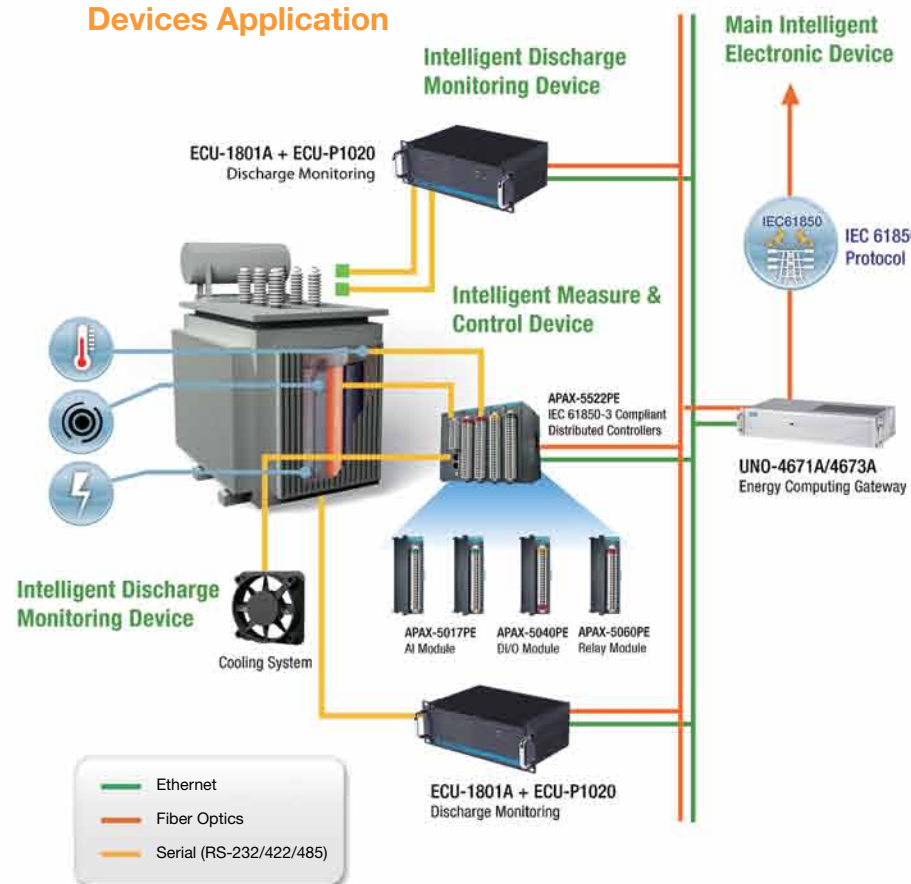 Devices Application
Main Intelligent
Electronic Device
Intelligent Discharge
Monitoring Device
ECU-1801A + ECU-P1020
Discharge Monitoring
IEC61850
IEC 6185
Protocol
Intelligent Measure &
Control Device
APAX-5522PE
IEC 61850-3 Compliant
Distributed Controllers
UNO-4671A/4673A
Energy Computing Gateway
Intelligent Discharge
Monitoring Device
Cooling System
APAX-5017PE
AI Module
APAX-5040PE
DI/O Module
APAX-5060PE
Relay Module
ECU-1801A + ECU-P1020
Discharge Monitoring
Ethernet
Fiber Optics
Serial (RS-232/422/485)